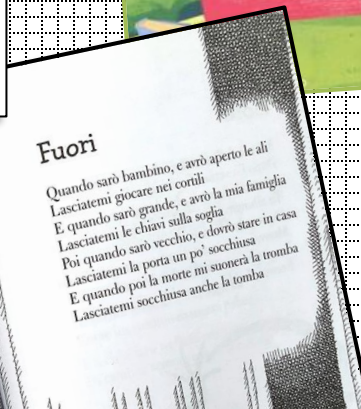 Fuori
Quando sarò bambino, e avrò aperto le ali
Lasciatemi giocare nei cortili
E quando sarò grande, e avrò la mia famiglia
Lasciatemi le chiavi sulla soglia
Poi quando sarò vecchio, e dovrò stare in casa
Lasciatemi la porta un po' socchiusa
E quando poi la morte mi suonerà la tromba
Lasciatemi socchiusa anche la tomba